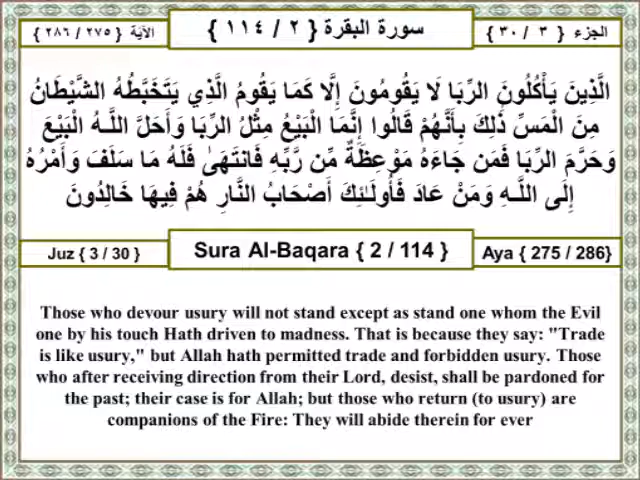 الجزء { ٣ / ٣٠ }
سورة البقرة { ٢ / ١١٤ }
الآية { ٢٧٥ / ٢٨٦ }
الَّذِينَ يَأْكُلُونَ الرِّبَا لَا يَقُومُونَ إِلَّا كَمَا يَقُومُ الَّذِي يَتَخَبَّطُهُ الشَّيْطَانُ
مِنَ الْمَسِّ ذَٰلِكَ بِأَنَّهُمْ قَالُوا إِنَّمَا الْبَيْعُ مِثْلُ الرِّبَا وَأَحَلَّ اللَّـهُ الْبَيْعَ
وَحَرَّمَ الرِّبَا فَمَن جَاءَهُ مَوْعِظَةٌ مِّن رَّبِّهِ فَانتَهَىٰ فَلَهُ مَا سَلَفَ وَأَمْرُهُ
إِلَى اللَّـهِ وَمَنْ عَادَ فَأُولَـٰئِكَ أَصْحَابُ النَّارِ هُمْ فِيهَا خَالِدُونَ
Juz { 3 / 30 }
Sura Al-Baqara { 2 / 114 }
Aya { 275 / 286}
Those who devour usury will not stand except as stand one whom the Evil
one by his touch Hath driven to madness. That is because they say: "Trade
is like usury," but Allah hath permitted trade and forbidden usury. Those
who after receiving direction from their Lord, desist, shall be pardoned for
the past; their case is for Allah; but those who return (to usury) are
companions of the Fire: They will abide therein for ever